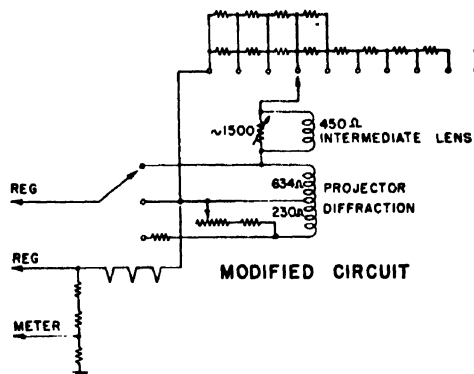 ~1500
450Ω
INTERMEDIATE LENS
634Ω
PROJECTOR
230Ω
DIFFRACTION
REG
REG
METER
MODIFIED CIRCUIT